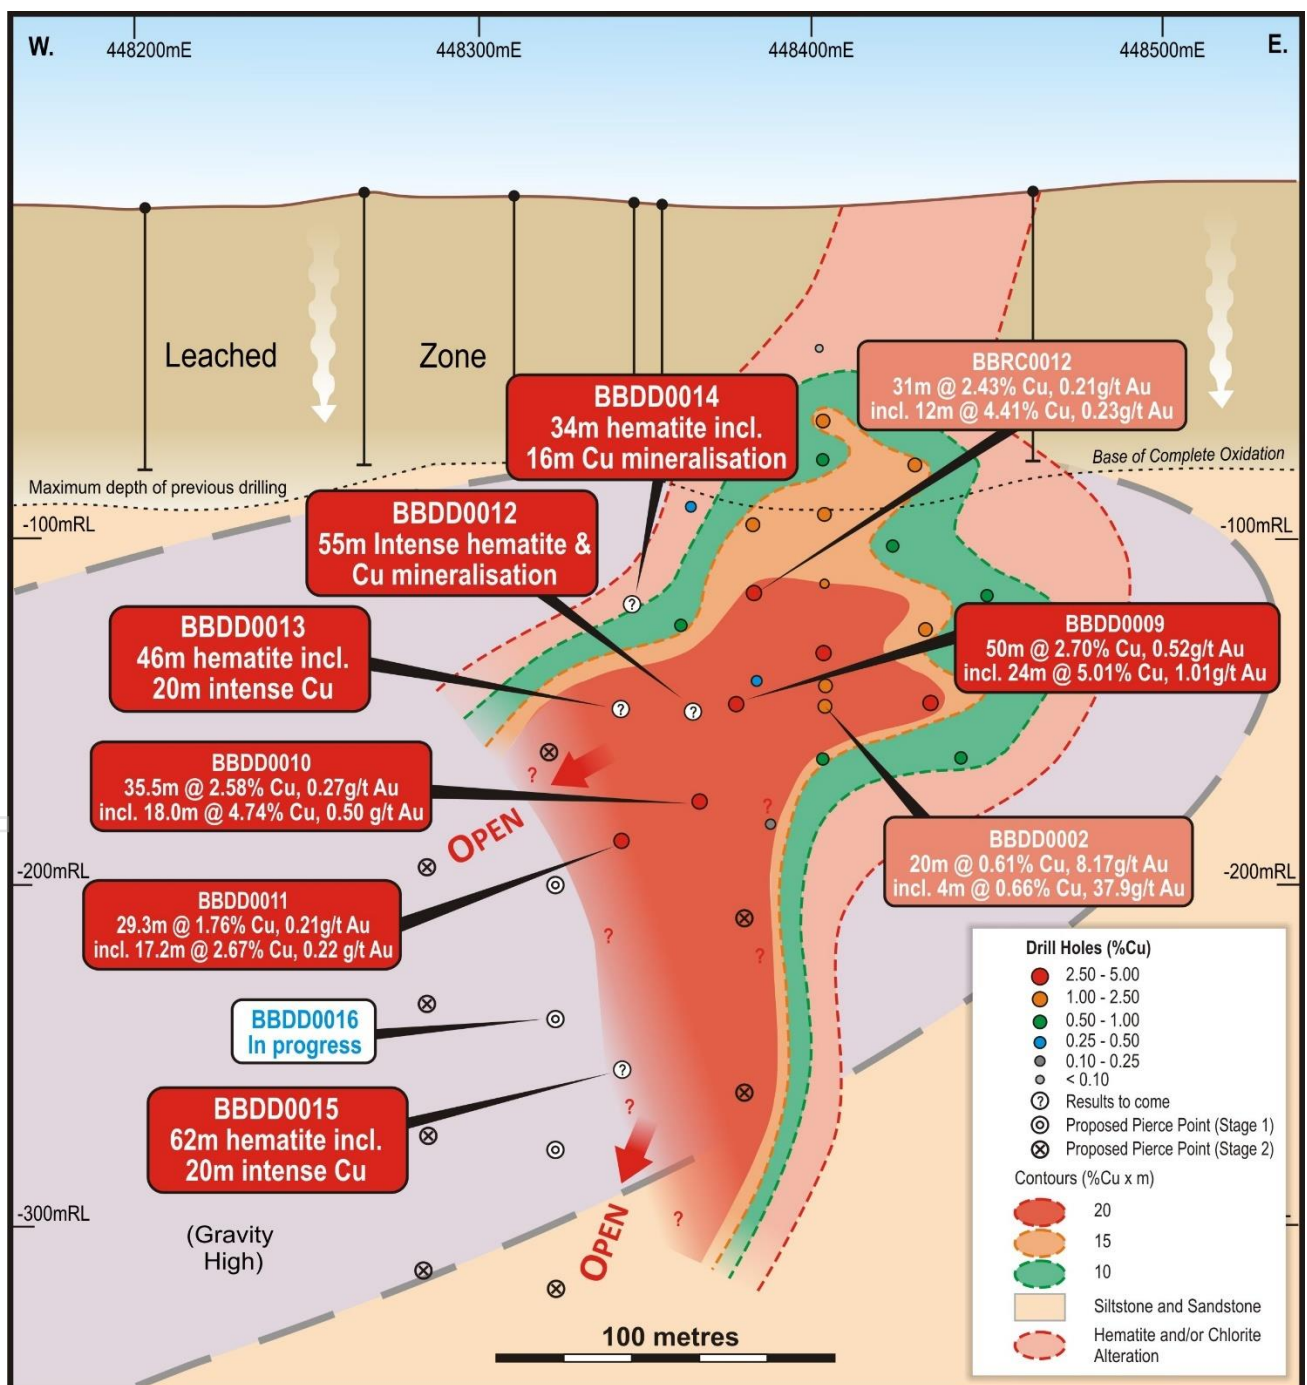 W.
448200mE
448300mE
448400mE
448500mE
E.
Leached
Zone
BBRC0012
31m @ 2.43% Cu, 0.21g/t Au
incl. 12m @ 4.41% Cu, 0.23g/t Au
BBDD0014
34m hematite incl.
16m Cu mineralisation
Base of Complete Oxidation
Maximum depth of previous drilling
-100mRL
-100mRL
BBDD0012
55m Intense hematite &
Cu mineralisation
?
BBDD0013
46m hematite incl.
20m intense Cu
BBDD0009
50m @ 2.70% Cu, 0.52g/t Au
incl. 24m @ 5.01% Cu, 1.01g/t Au
?
?
BBDD0010
35.5m @ 2.58% Cu, 0.27g/t Au
incl. 18.0m @ 4.74% Cu, 0.50 g/t Au
?
?
OPEN
BBDD0002
20m @ 0.61% Cu, 8.17g/t Au
incl. 4m @ 0.66% Cu, 37.9g/t Au
-200mRL
-200mRL
BBDD0011
29.3m @ 1.76% Cu, 0.21g/t Au
incl. 17.2m @ 2.67% Cu, 0.22 g/t Au
?
?
BBDD0016
In progress
?
BBDD0015
62m hematite incl.
20m intense Cu
?
?
OPEN
-300mRL
(Gravity
High)
100 metres
Drill Holes (%Cu)
2.50 - 5.00
1.00 - 2.50
0.50 - 1.00
0.25 - 0.50
0.10 - 0.25
< 0.10
? Results to come
Proposed Pierce Point (Stage 1)
Proposed Pierce Point (Stage 2)
Contours (%Cu x m)
20
15
10
Siltstone and Sandstone
Hematite and/or Chlorite
Alteration